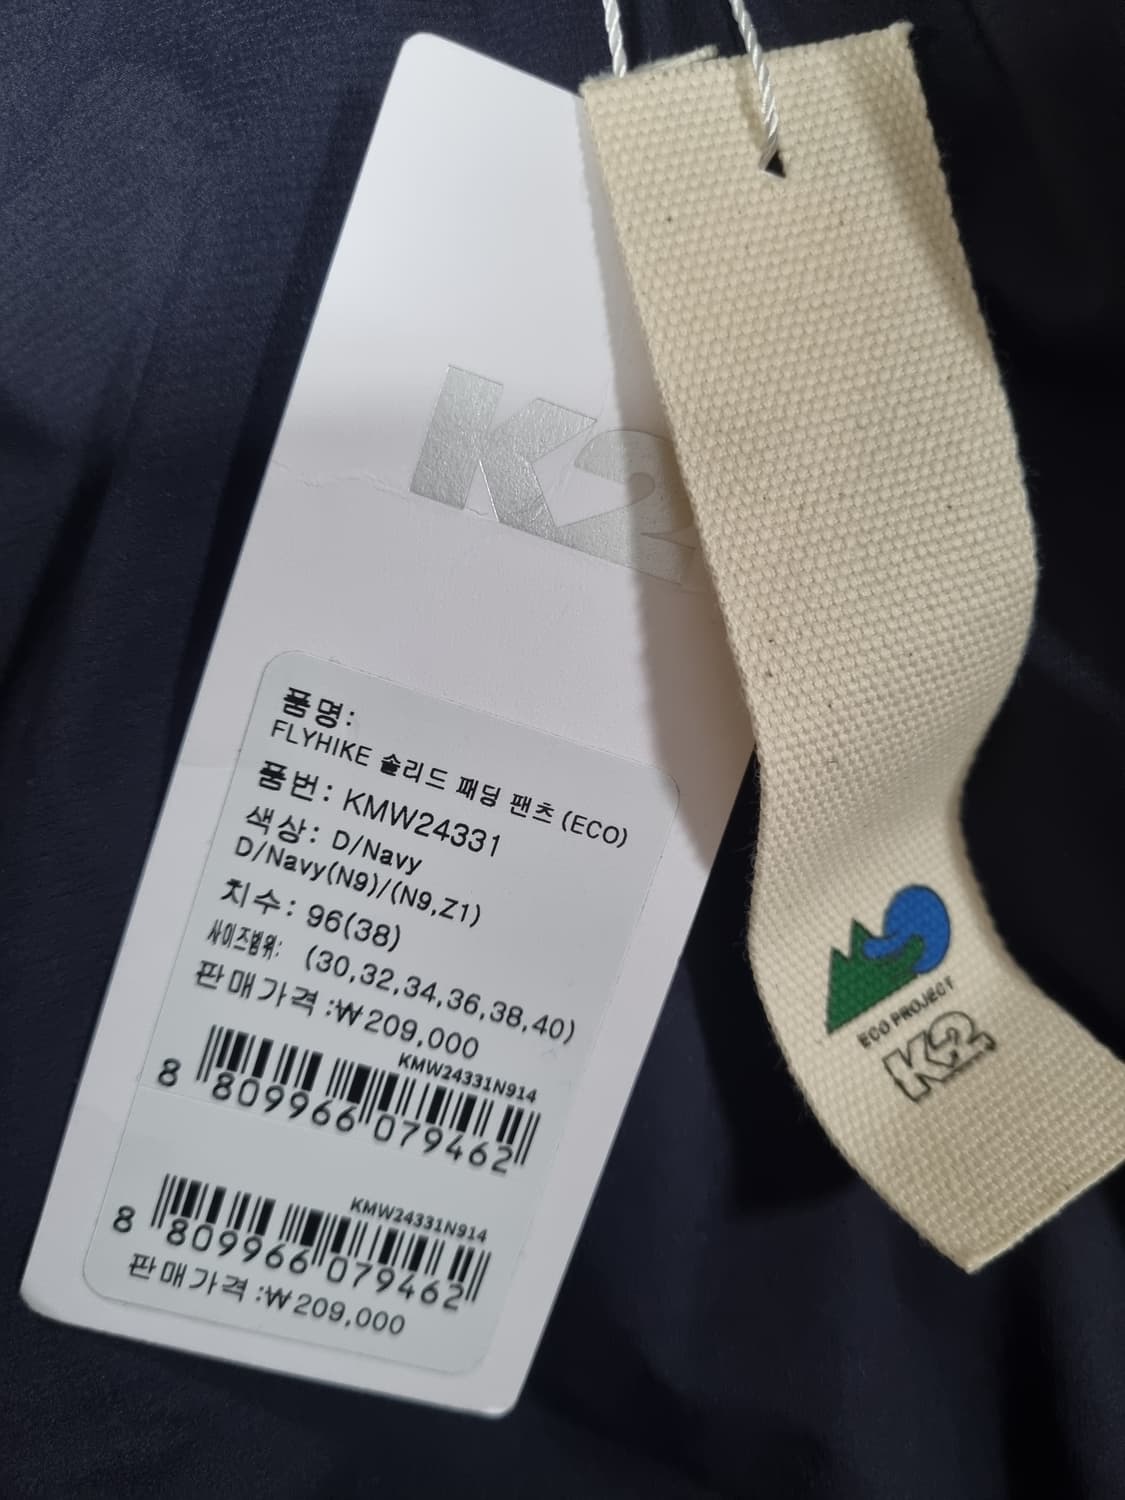 K2
품명:
FLYHIKE 솔리드 패딩 팬츠 (ECO)
품번: KMW24331
색상: D/Navy
D/Navy(N9)/(N9,Z1)
치수: 96(38)
사이즈범위: (30,32,34,36,38,40)
판매가격 :₩209,000
KMW24331N914
8 809966 079462
KMW24331N914
8 809966 079462
판매가격 :₩209,000
ECO PROJECT
K2